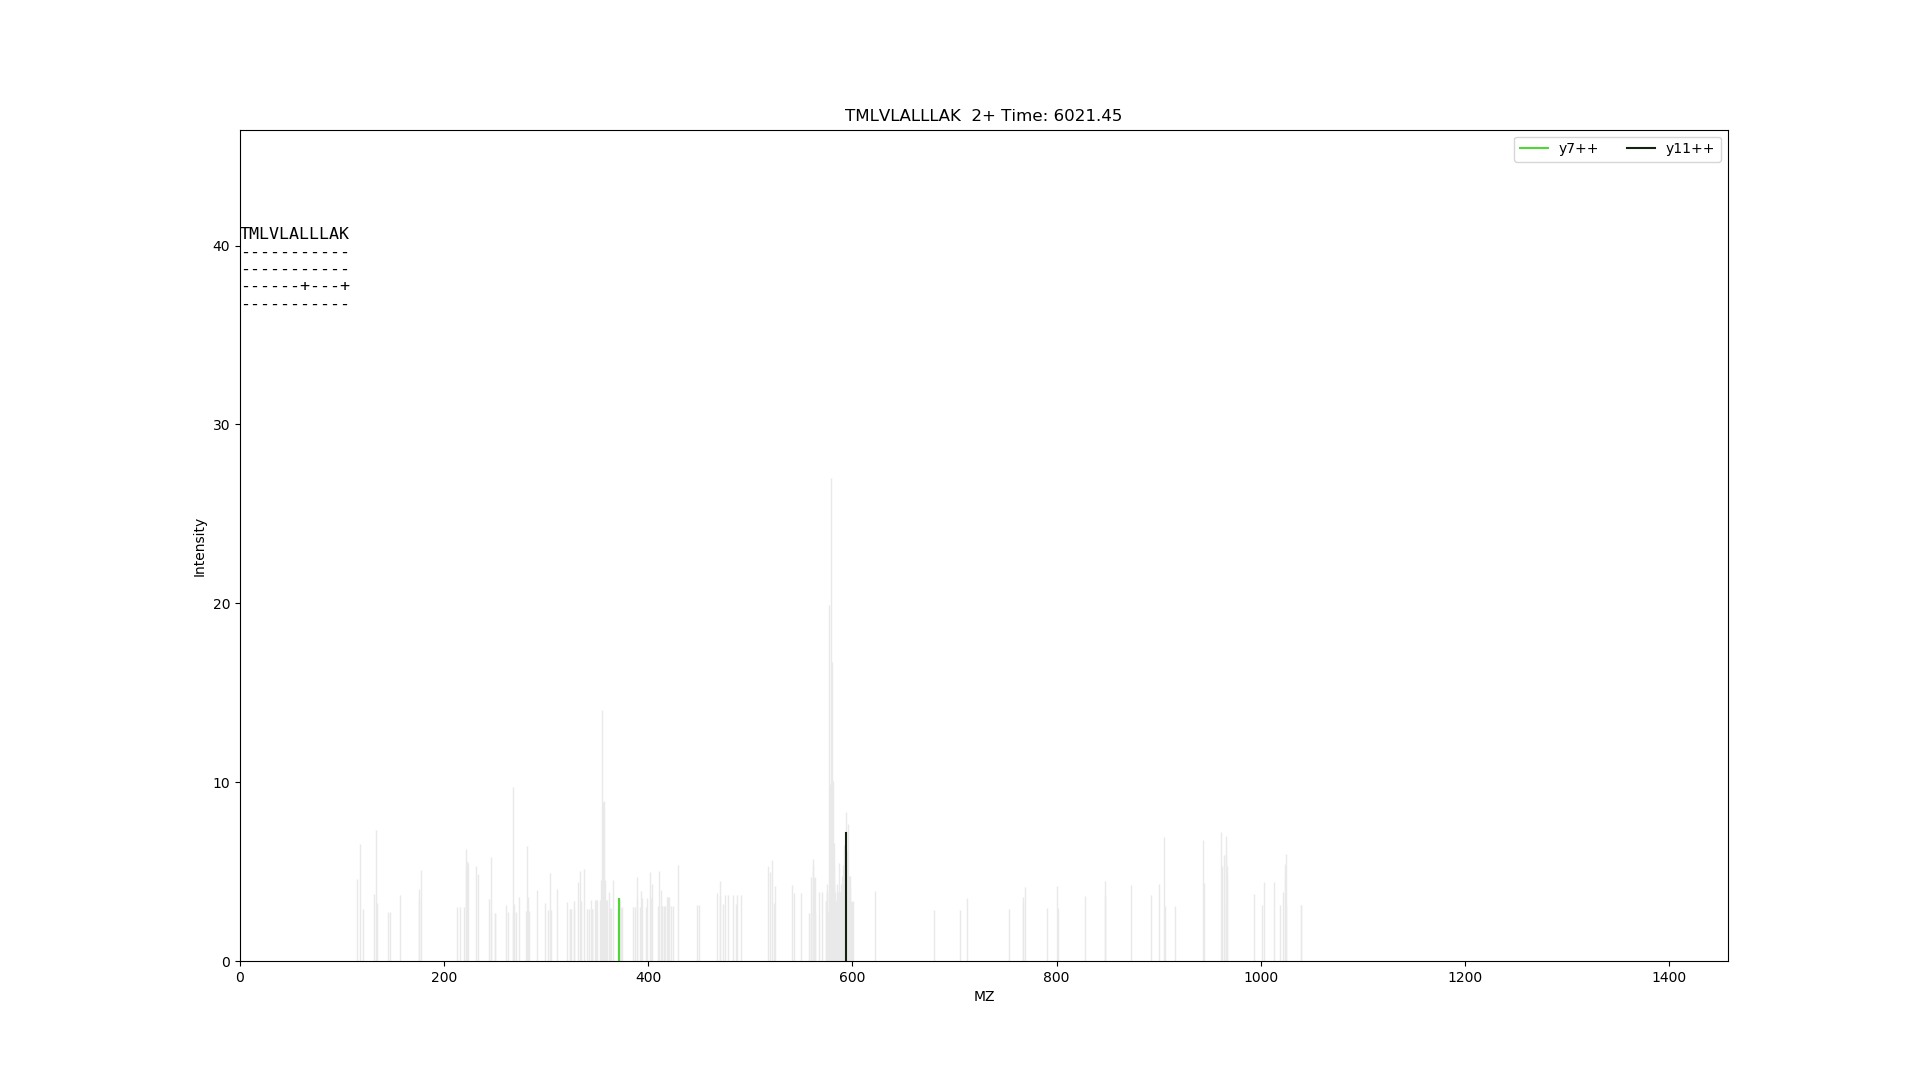 TMLVLALLLAK  2+ Time: 6021.45
y7++ y11++
TMLVLALLLAK
-----------
-----------
------+---+
-----------
40
30
20
10
0
Intensity
0 200 400 600 800 1000 1200 1400
MZ